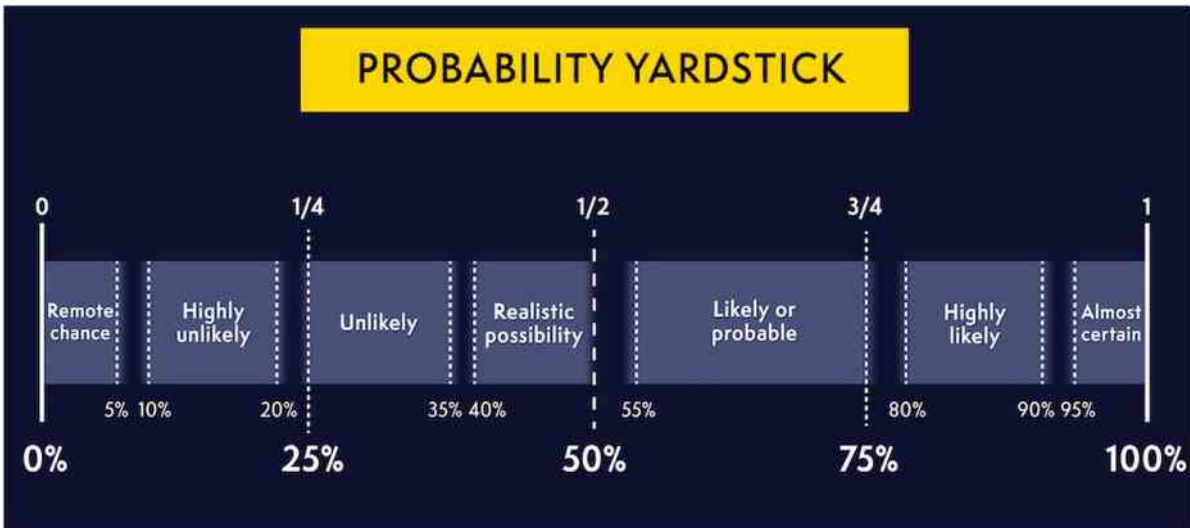 PROBABILITY YARDSTICK
0 1/4 1/2 3/4 1
Remote chance
Highly unlikely
Unlikely
Realistic possibility
Likely or probable
Highly likely
Almost certain
5% 10% 20% 35% 40% 55% 80% 90% 95%
0% 25% 50% 75% 100%